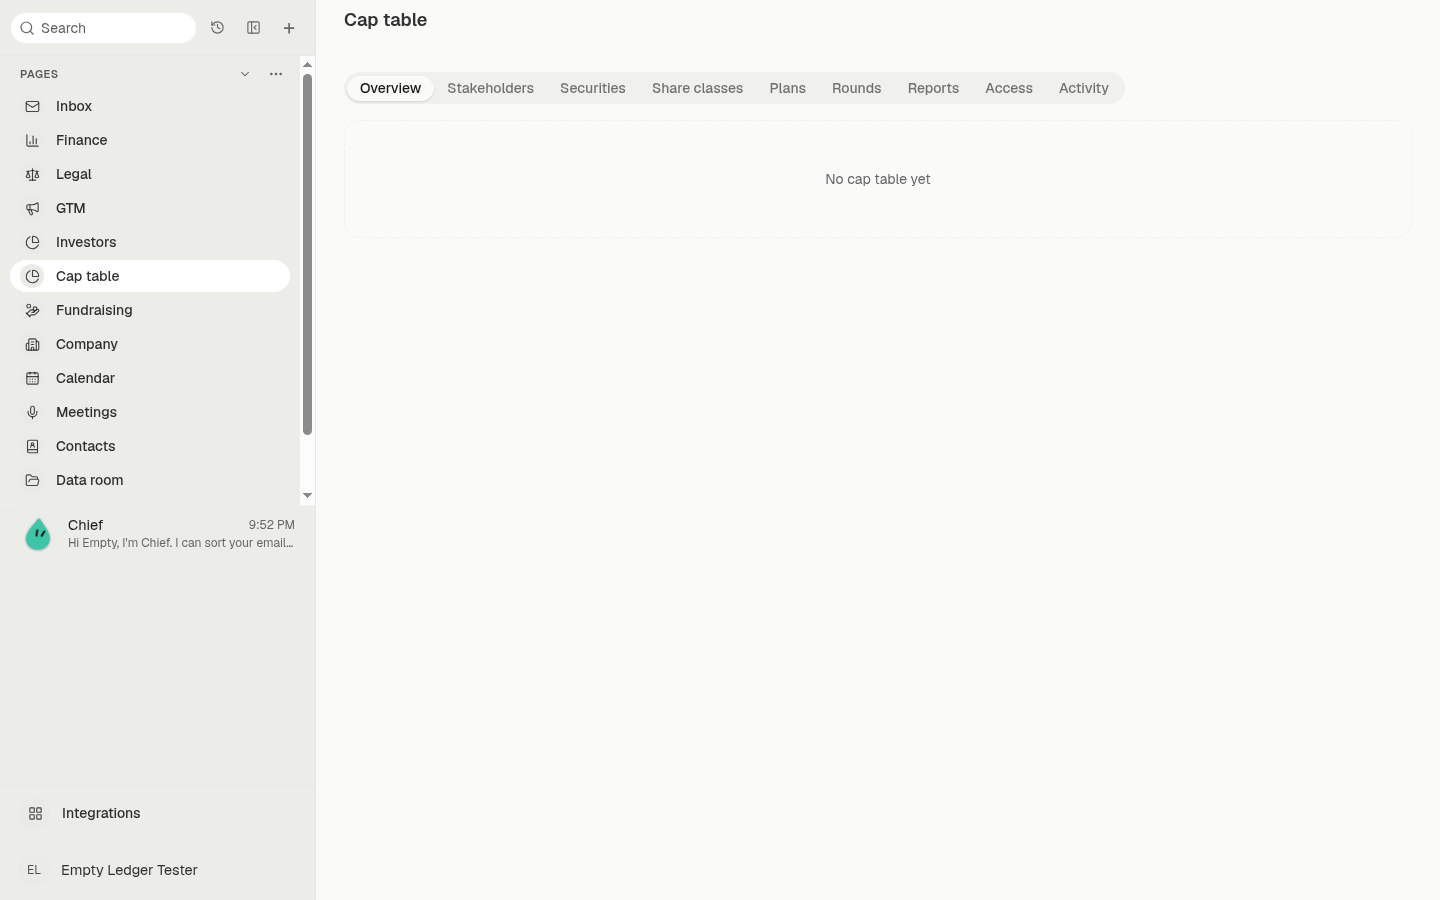 Search
PAGES
Inbox
Finance
Legal
GTM
Investors
Cap table
Fundraising
Company
Calendar
Meetings
Contacts
Data room
Chief
9:52 PM
Hi Empty, I'm Chief. I can sort your email…
Integrations
EL
Empty Ledger Tester
Cap table
Overview Stakeholders Securities Share classes Plans Rounds Reports Access Activity
No cap table yet